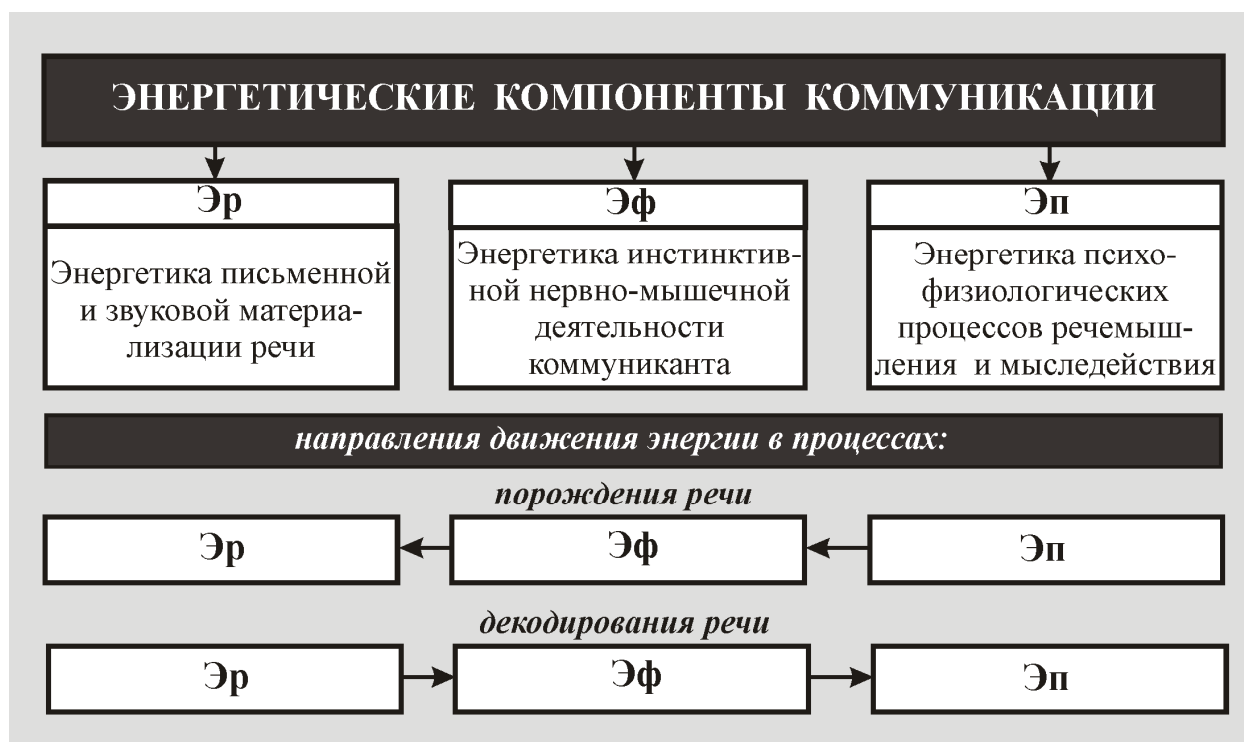 ЭНЕРГЕТИЧЕСКИЕ КОМПОНЕНТЫ КОММУНИКАЦИИ
Эр
Энергетика письменной
и звуковой материа-
лизации речи
Эф
Энергетика инстинктив-
ной нервно-мышечной
деятельности
коммуниканта
Эп
Энергетика психо-
физиологических
процессов речемыш-
ления и мыследействия
направления движения энергии в процессах:
порождения речи
Эр
Эф
Эп
декодирования речи
Эр
Эф
Эп